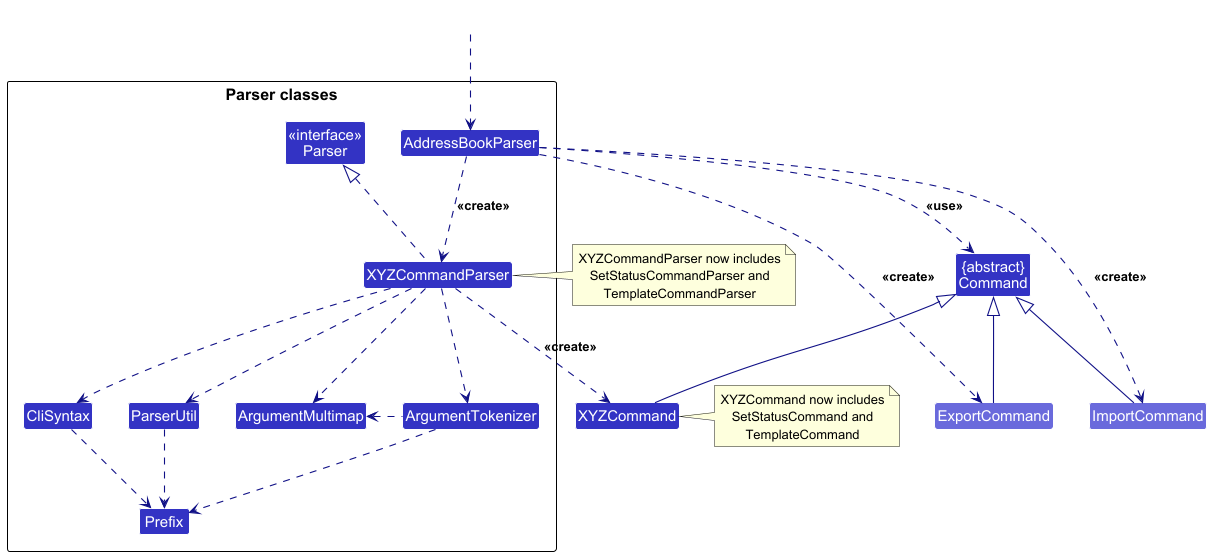 Parser classes
«interface»
Parser
AddressBookParser
«create»
«use»
XYZCommandParser
XYZCommandParser now includes
SetStatusCommandParser and
TemplateCommandParser
{abstract}
Command
«create»
«create»
«create»
CliSyntax
ParserUtil
ArgumentMultimap
ArgumentTokenizer
XYZCommand
XYZCommand now includes
SetStatusCommand and
TemplateCommand
ExportCommand
ImportCommand
Prefix